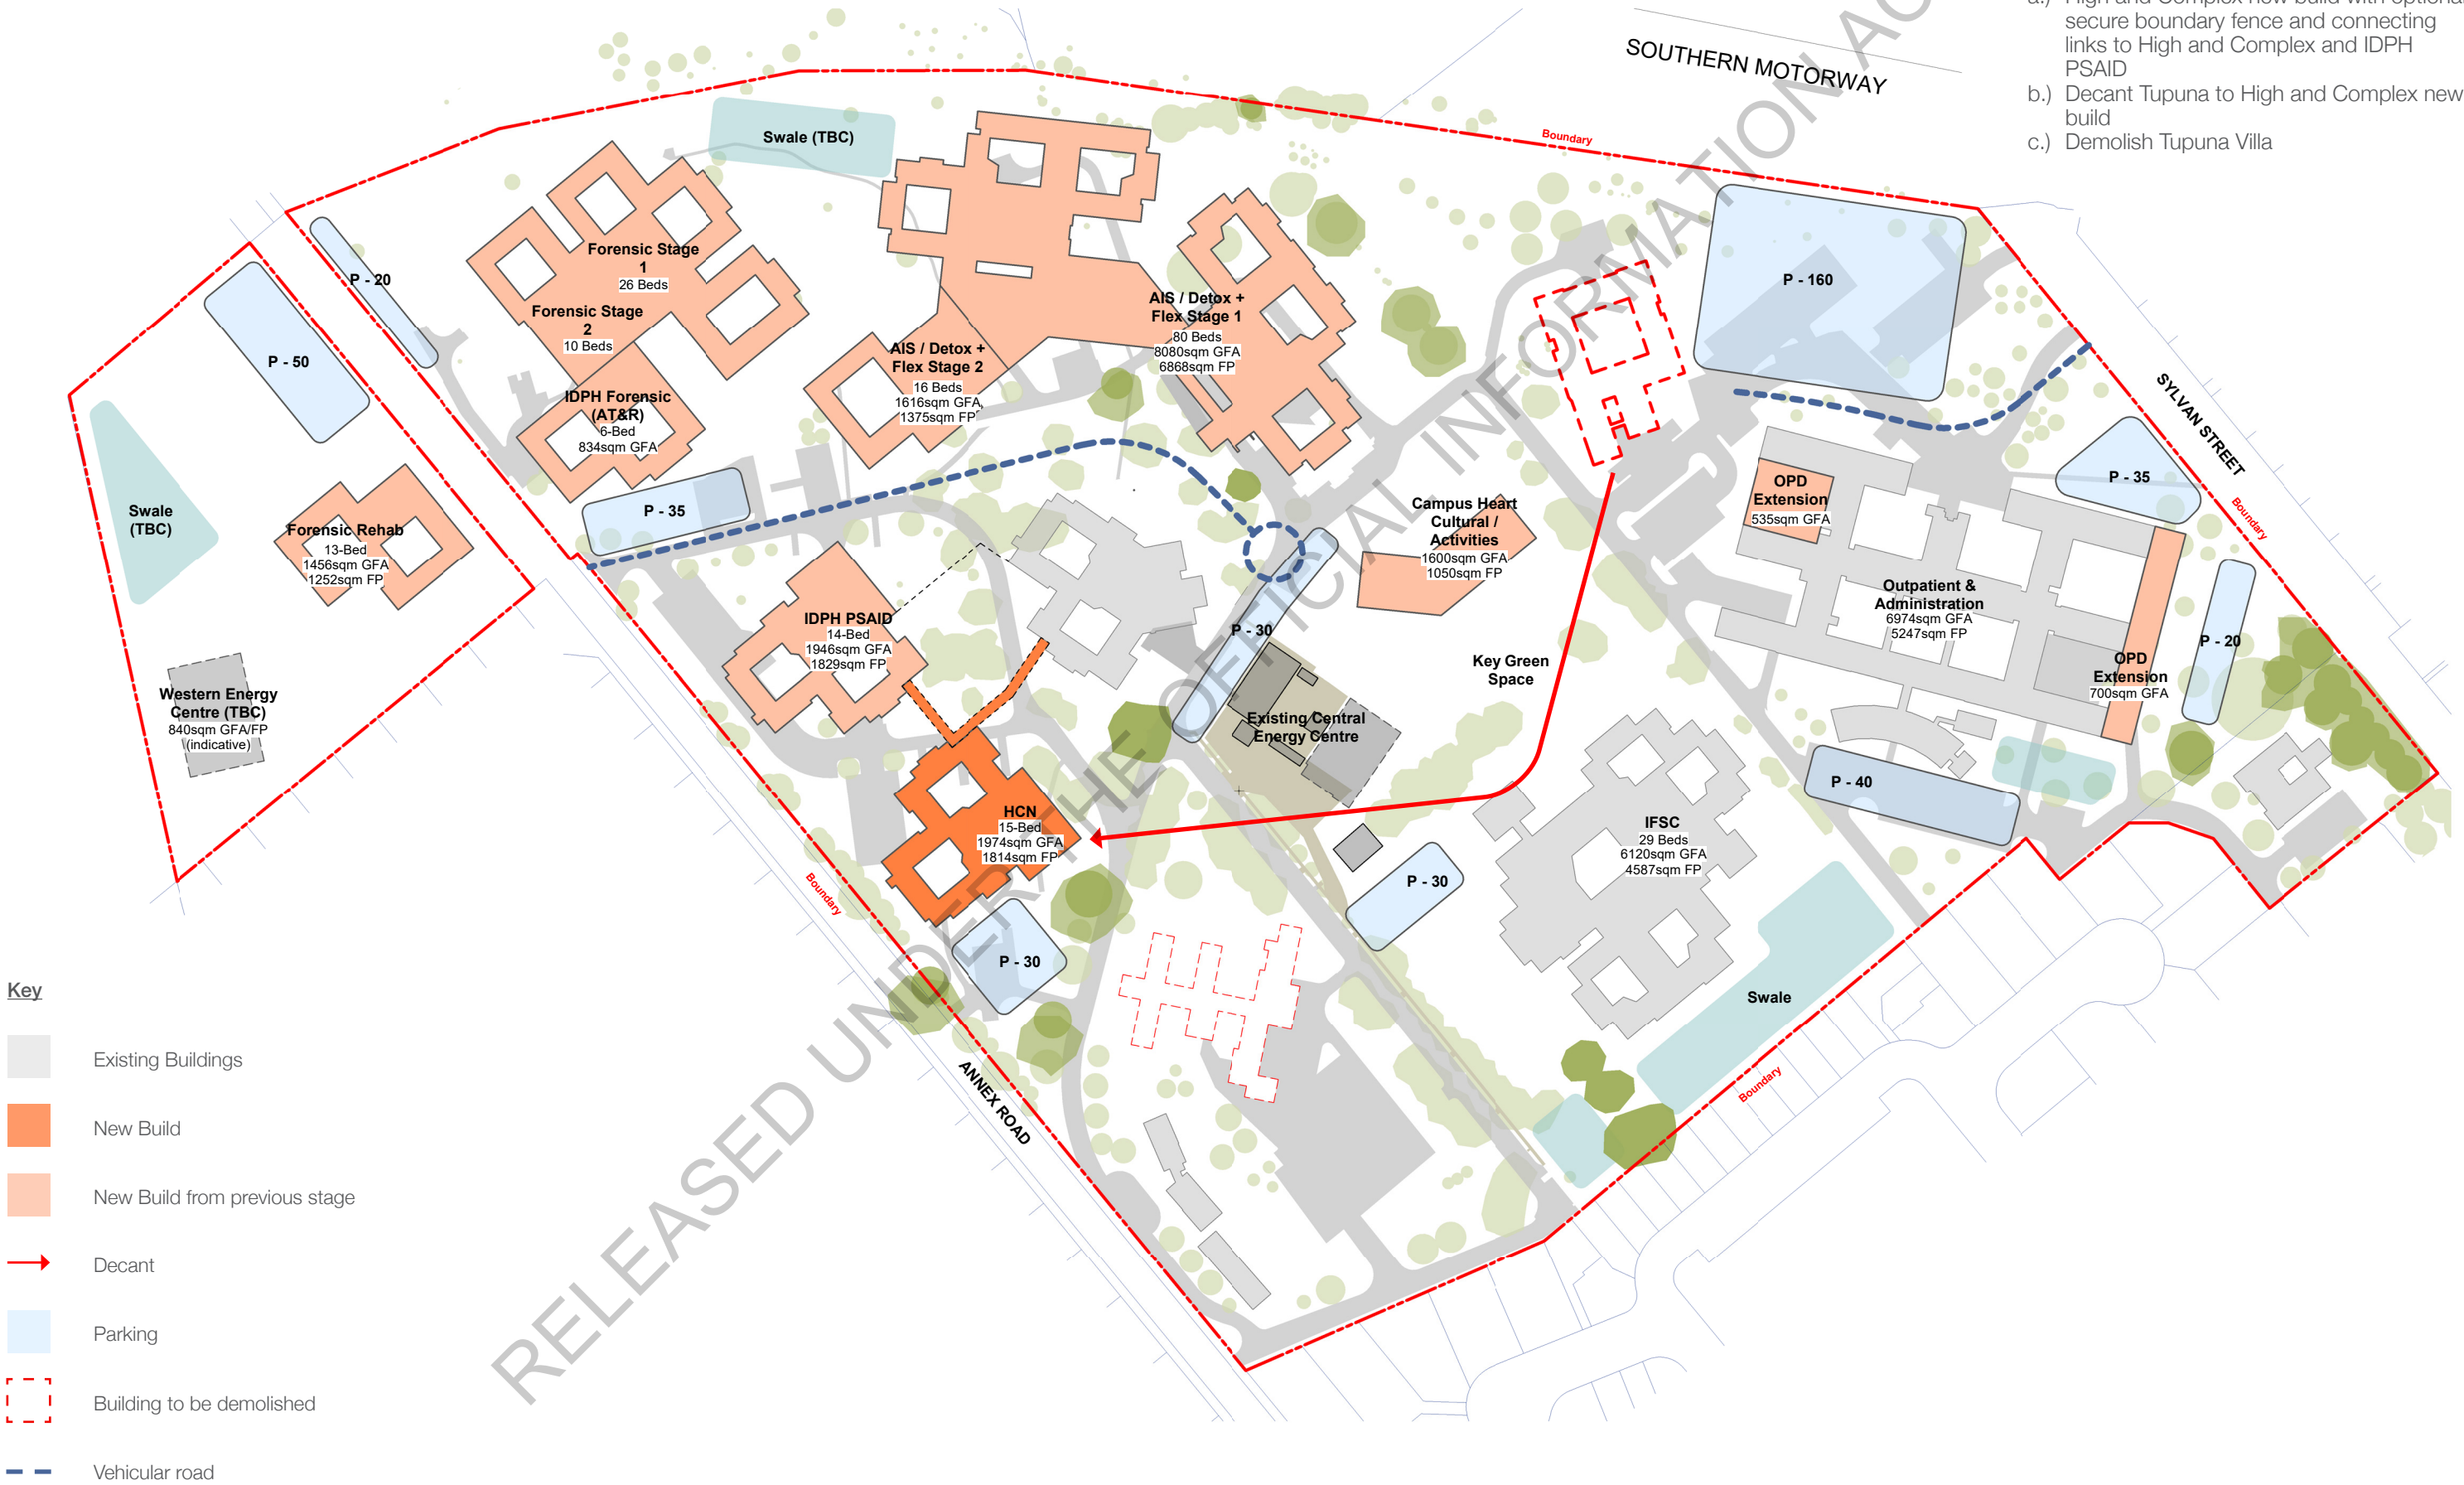 a.) High and Complex new build with optional
secure boundary fence and connecting
links to High and Complex and IDPH
PSAID
b.) Decant Tupuna to High and Complex new
build
c.) Demolish Tupuna Villa
SOUTHERN MOTORWAY
Boundary
Swale (TBC)
P - 20
P - 50
Forensic Stage
1
26 Beds
Forensic Stage
2
10 Beds
IDPH Forensic
(AT&R)
6-Bed
834sqm GFA
AIS / Detox +
Flex Stage 2
16 Beds
1616sqm GFA
1375sqm FP
AIS / Detox +
Flex Stage 1
80 Beds
8080sqm GFA
6868sqm FP
P - 160
SYLVAN STREET
Boundary
P - 35
OPD
Extension
535sqm GFA
Swale
(TBC)
Forensic Rehab
13-Bed
1456sqm GFA
1252sqm FP
P - 35
Campus Heart
Cultural /
Activities
1600sqm GFA
1050sqm FP
Outpatient &
Administration
6974sqm GFA
5247sqm FP
P - 20
OPD
Extension
700sqm GFA
IDPH PSAID
14-Bed
1946sqm GFA
1829sqm FP
P - 30
Key Green
Space
Existing Central
Energy Centre
Western Energy
Centre (TBC)
840sqm GFA/FP
(indicative)
P - 40
HCN
15-Bed
1974sqm GFA
1814sqm FP
IFSC
29 Beds
6120sqm GFA
4587sqm FP
P - 30
Boundary
P - 30
Swale
Boundary
ANNEX ROAD
Key
Existing Buildings
New Build
New Build from previous stage
Decant
Parking
Building to be demolished
Vehicular road
RELEASED UNDER THE OFFICIAL INFORMATION AC